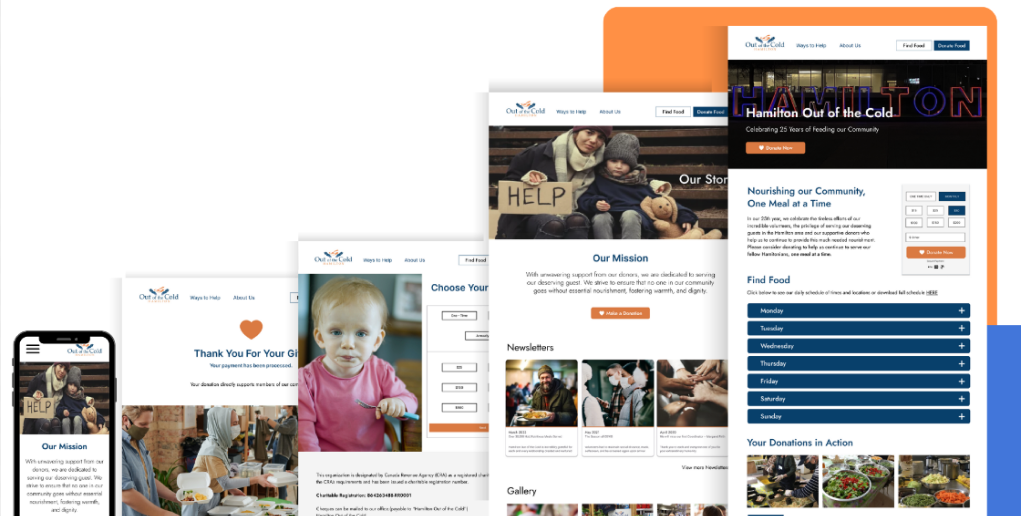 Out of the Cold
Our Mission
With unwavering support from our
donors, we are dedicated to
serving our deserving guest. We
strive to ensure that no one in our
community goes without essential
nourishment, fostering warmth,
and dignity.
HELP
Out of the Cold
Ways to Help
About Us
Thank You For Your Gi
Your payment has been processed.
Your donation directly supports members of our com
Out of the Cold
Ways to Help
About Us
Find Food
Choose Your
One - Time
$25
$100
This organization is designated by Canada Revenue Agency (CRA) as a registered charit
the CRA's requirements and has been issued a charitable registration number.
Charitable Registration: 864263488RR0001
Cheques can be mailed to our office (payable to "Hamilton Out of the Cold")
Hamilton Out of the Cold
Out of the Cold
Ways to Help
About Us
Find Food
Donate Food
HELP
Our Stor
Our Mission
With unwavering support from our donors, we are dedicated to serving
our deserving guest. We strive to ensure that no one in our community
goes without essential nourishment, fostering warmth, and dignity.
Make a Donation
Newsletters
View more Newsletter
Gallery
Out of the Cold
Ways to Help
About Us
Find Food
Donate Food
HAMILTON
Hamilton Out of the Cold
Celebrating 25 Years of Feeding our Community
Donate Now
Nourishing our Community,
One Meal at a Time
In our 25th year, we celebrate the tireless efforts of our
incredible volunteers, the privilege of serving our deserving
guests in the Hamilton area and our supportive donors who
help us to continue to provide this much needed nourishment.
Please consider donating to help us continue to serve our
fellow Hamiltonians, one meal at a time.
Donate Now
Find Food
Click below to see our daily schedule of times and locations or download full schedule HERE
Monday
Tuesday
Wednesday
Thursday
Friday
Saturday
Sunday
Your Donations in Action